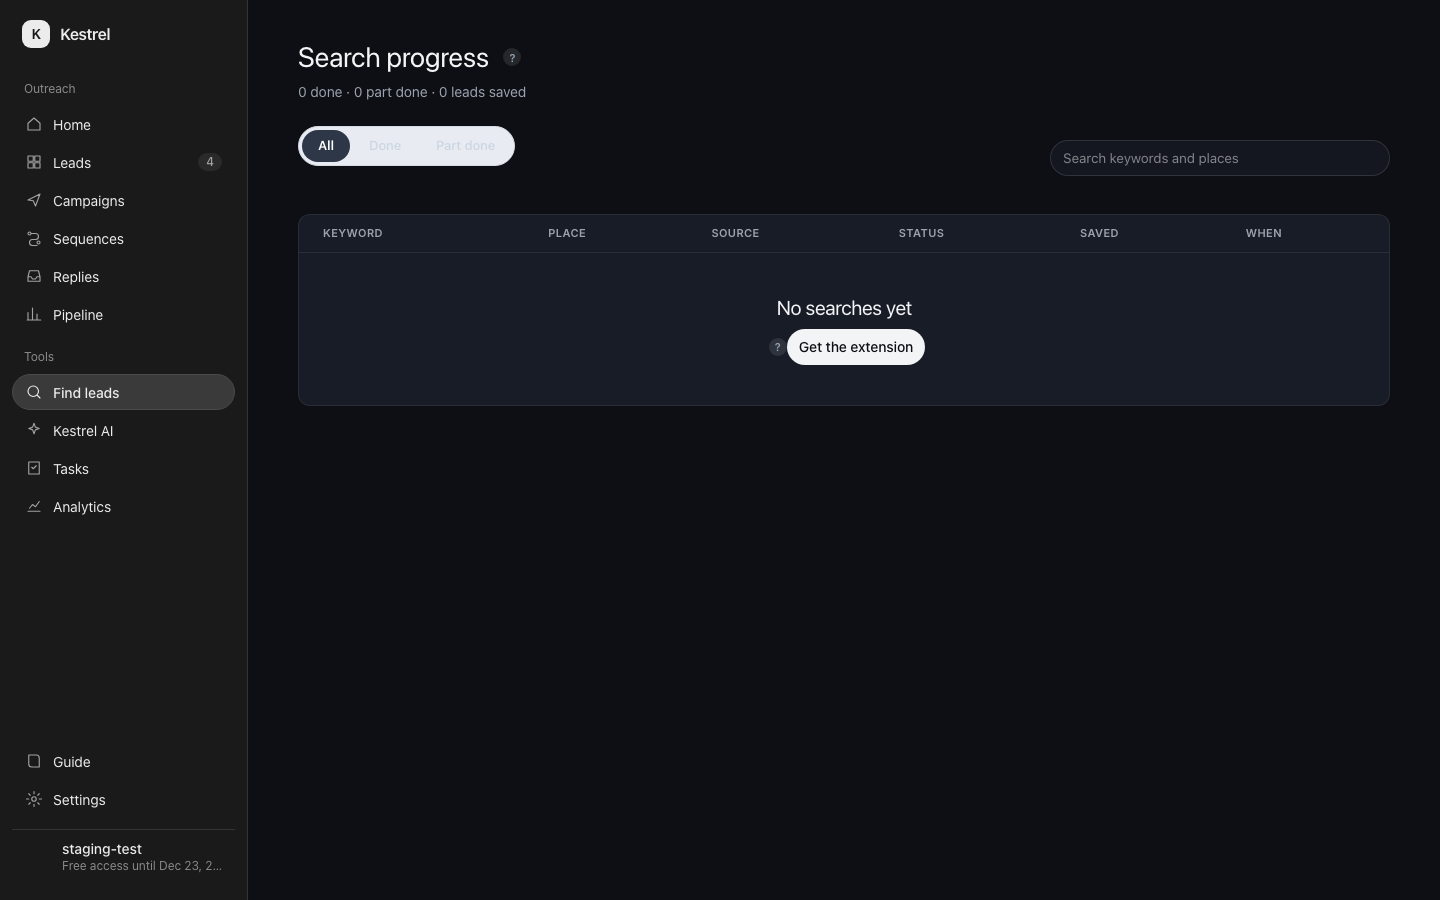 K Kestrel
Outreach
Home
Leads 4
Campaigns
Sequences
Replies
Pipeline
Tools
Find leads
Kestrel AI
Tasks
Analytics
Guide
Settings
staging-test
Free access until Dec 23, 2...
Search progress ?
0 done · 0 part done · 0 leads saved
All Done Part done
Search keywords and places
KEYWORD PLACE SOURCE STATUS SAVED WHEN
No searches yet
? Get the extension